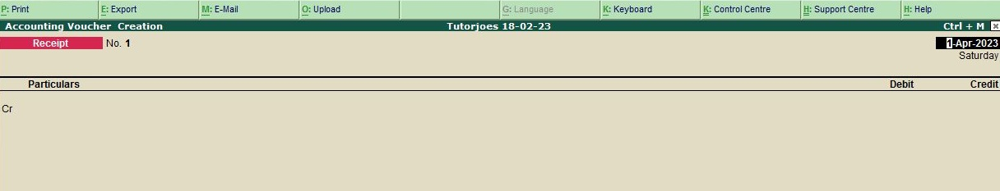 P: Print E: Export M: E-Mail O: Upload G: Language K: Keyboard K: Control Centre H: Support Centre H: Help
Accounting Voucher Creation Tutorjoes 18-02-23 Ctrl + M
Receipt No. 1 1-Apr-2023
Saturday
Particulars Debit Credit
Cr